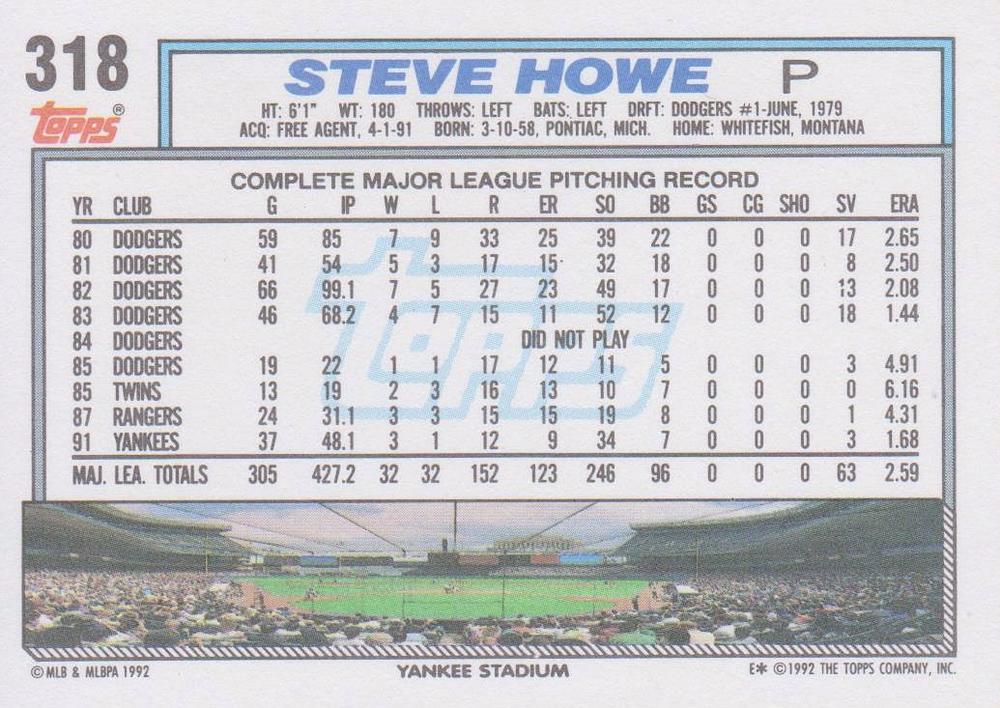 318
STEVE HOWE P
Topps®
HT: 6'1" WT: 180 THROWS: LEFT BATS: LEFT DRFT: DODGERS #1-JUNE, 1979
ACQ: FREE AGENT, 4-1-91 BORN: 3-10-58, PONTIAC, MICH. HOME: WHITEFISH, MONTANA
COMPLETE MAJOR LEAGUE PITCHING RECORD
YR CLUB G IP W L R ER SO BB GS CG SHO SV ERA
80 DODGERS 59 85 7 9 33 25 39 22 0 0 0 17 2.65
81 DODGERS 41 54 5 3 17 15 32 18 0 0 0 8 2.50
82 DODGERS 66 99.1 7 5 27 23 49 17 0 0 0 13 2.08
83 DODGERS 46 68.2 4 7 15 11 52 12 0 0 0 18 1.44
84 DODGERS DID NOT PLAY
85 DODGERS 19 22 1 1 17 12 11 5 0 0 0 3 4.91
85 TWINS 13 19 2 3 16 13 10 7 0 0 0 0 6.16
87 RANGERS 24 31.1 3 3 15 15 19 8 0 0 0 1 4.31
91 YANKEES 37 48.1 3 1 12 9 34 7 0 0 0 3 1.68
MAJ. LEA. TOTALS 305 427.2 32 32 152 123 246 96 0 0 0 63 2.59
Topps
© MLB & MLBPA 1992 YANKEE STADIUM E* ©1992 THE TOPPS COMPANY, INC.